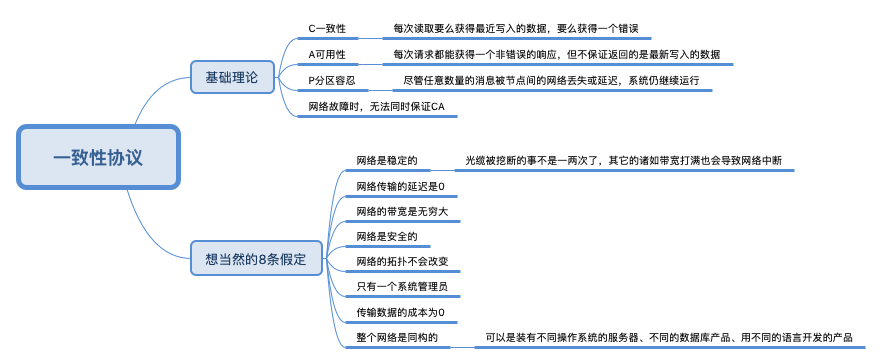 一致性协议
基础理论
C一致性
每次读取要么获得最近写入的数据，要么获得一个错误
A可用性
每次请求都能获得一个非错误的响应，但不保证返回的是最新写入的数据
P分区容忍
尽管任意数量的消息被节点间的网络丢失或延迟，系统仍继续运行
网络故障时，无法同时保证CA
想当然的8条假定
网络是稳定的
光缆被挖断的事不是一两次了，其它的诸如带宽打满也会导致网络中断
网络传输的延迟是0
网络的带宽是无穷大
网络是安全的
网络的拓扑不会改变
只有一个系统管理员
传输数据的成本为0
整个网络是同构的
可以是装有不同操作系统的服务器、不同的数据库产品、用不同的语言开发的产品